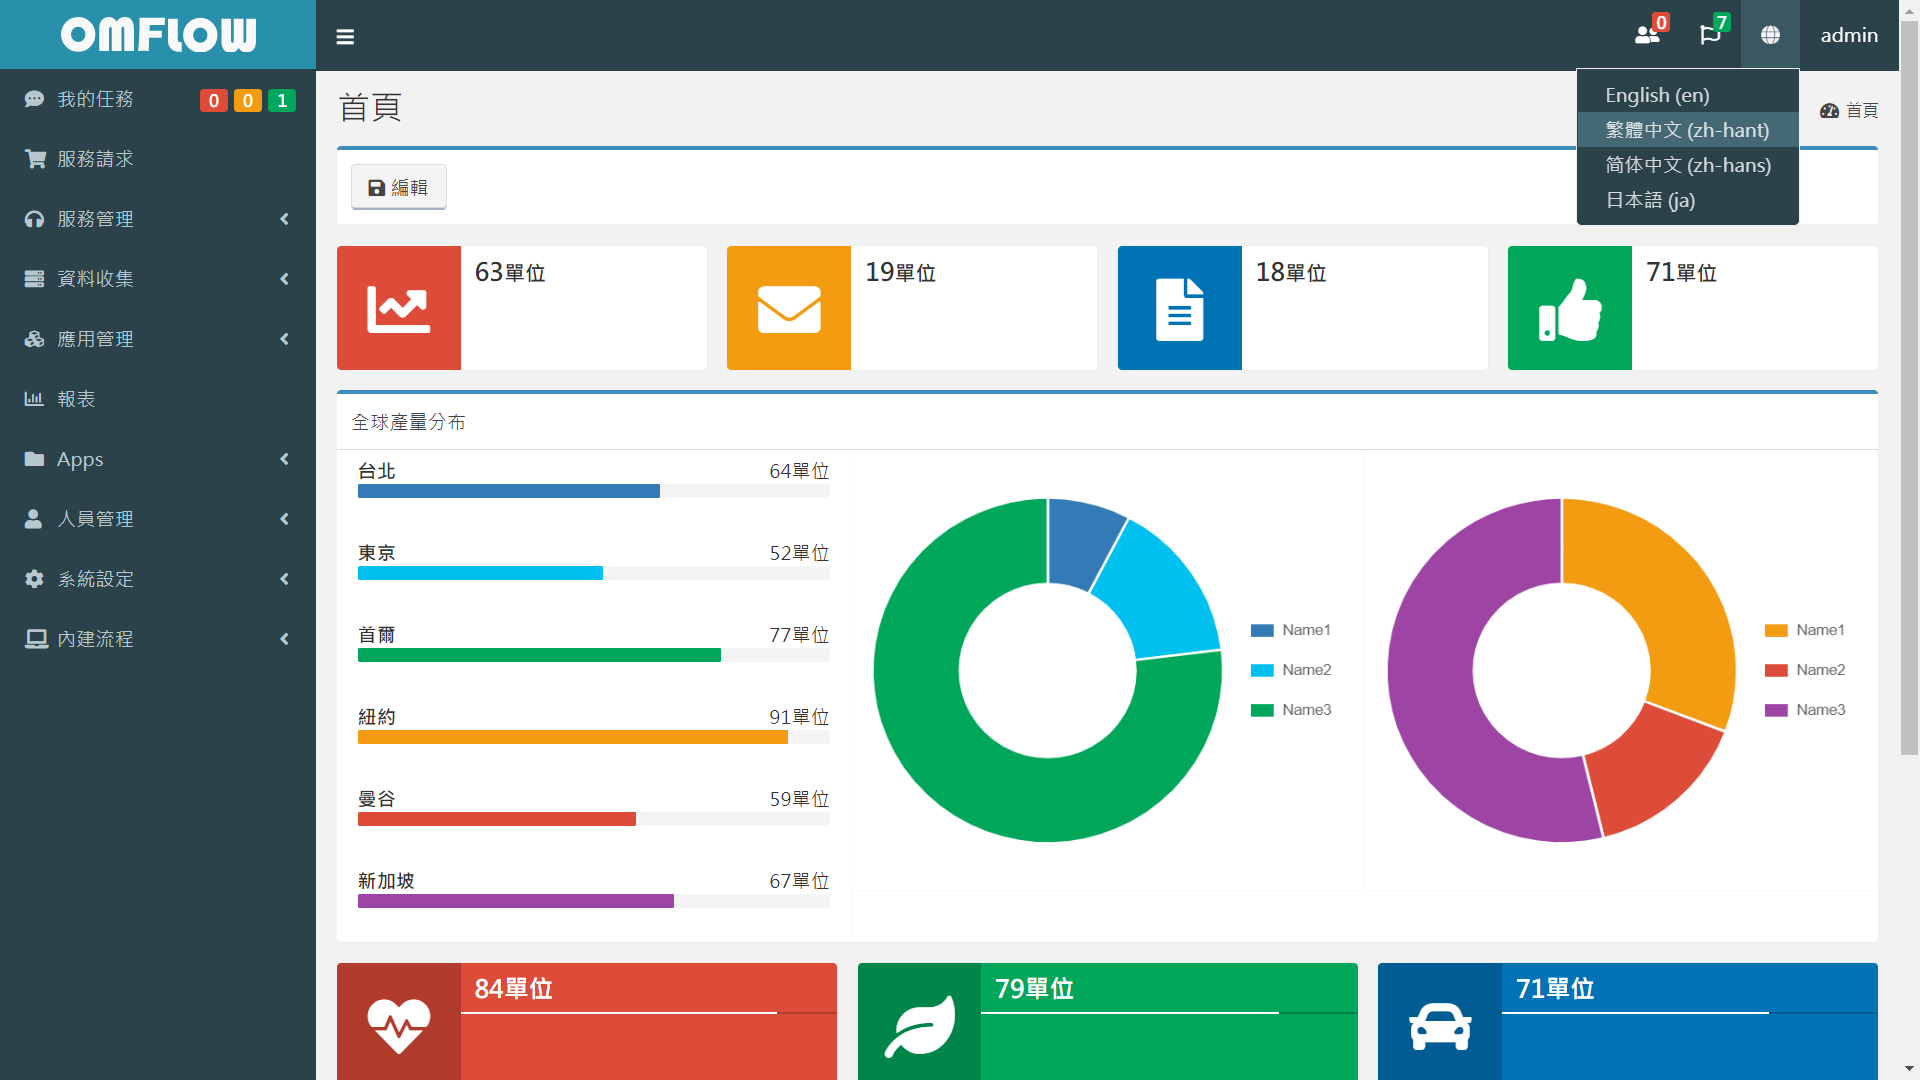 OMFLOW
0
7
admin
English (en)
繁體中文 (zh-hant)
简体中文 (zh-hans)
日本語 (ja)
我的任務 0 0 1
服務請求
服務管理
資料收集
應用管理
報表
Apps
人員管理
系統設定
內建流程
首頁
首頁
編輯
63單位
19單位
18單位
71單位
全球產量分布
台北 64單位
東京 52單位
首爾 77單位
紐約 91單位
曼谷 59單位
新加坡 67單位
Name1
Name2
Name3
Name1
Name2
Name3
84單位
79單位
71單位